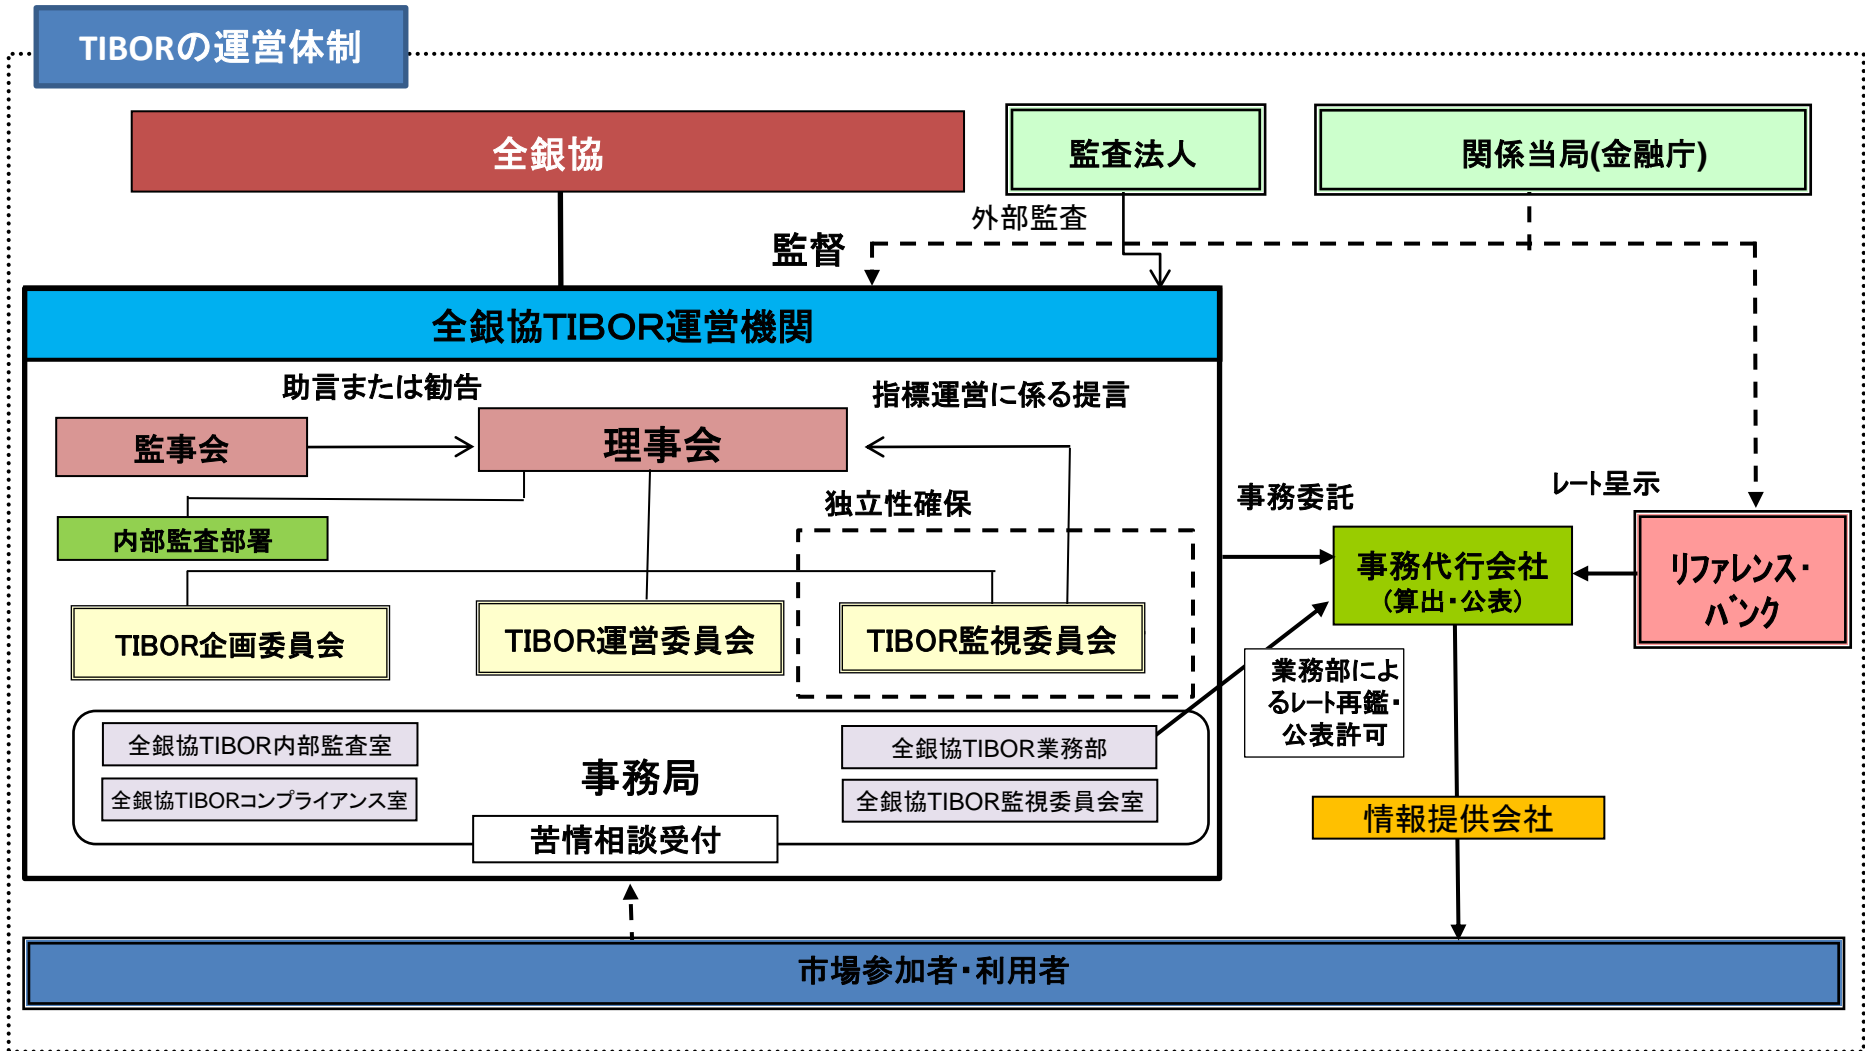 TIBORの運営体制
全銀協
監査法人
関係当局(金融庁)
外部監査
監督
全銀協TIBOR運営機関
助言または勧告
指標運営に係る提言
監事会
理事会
独立性確保
事務委託
レート呈示
内部監査部署
事務代行会社
(算出・公表)
リファレンス・
バンク
TIBOR企画委員会
TIBOR運営委員会
TIBOR監視委員会
業務部によ
るレート再鑑・
公表許可
全銀協TIBOR内部監査室
全銀協TIBOR業務部
事務局
全銀協TIBORコンプライアンス室
全銀協TIBOR監視委員会室
苦情相談受付
情報提供会社
市場参加者・利用者